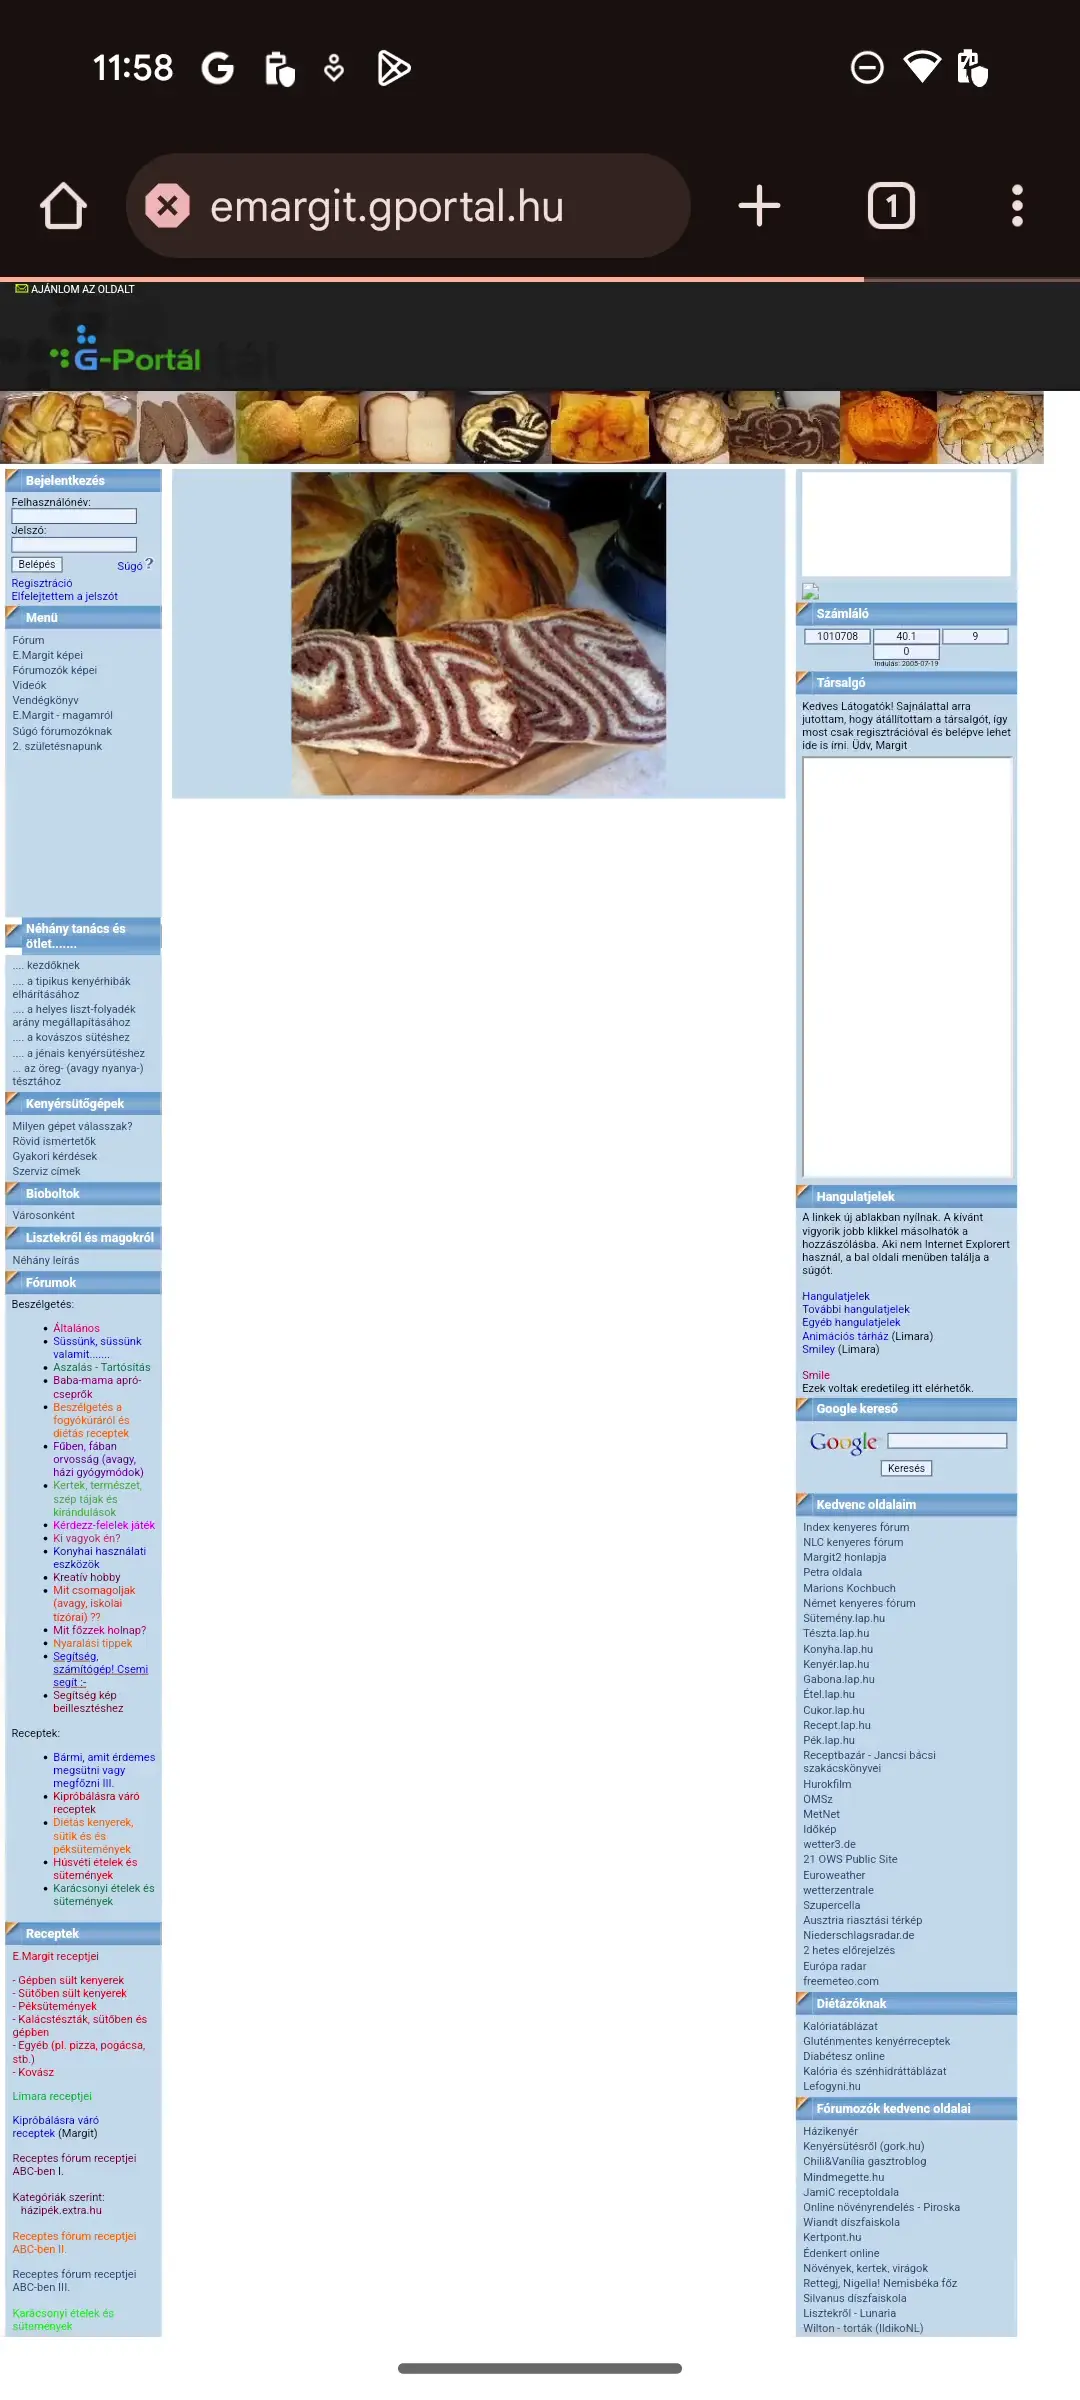 11:58
emargit.gportal.hu
1
AJÁNLOM AZ OLDALT
G-Portál
Bejelentkezés
Felhasználónév:
Jelszó:
Belépés
Súgó ?
Regisztráció
Elfelejtettem a jelszót
Menü
Fórum
E.Margit képei
Fórumozók képei
Videók
Vendégkönyv
E.Margit - magamról
Súgó fórumozóknak
2. születésnapunk
Néhány tanács és
ötlet.......
.... kezdőknek
.... a tipikus kenyérhibák
elhárításához
.... a helyes liszt-folyadék
arány megállapításához
.... a kovászos sütéshez
.... a jénais kenyérsütéshez
... az öreg- (avagy nyanya-)
tésztához
Kenyérsütőgépek
Milyen gépet válasszak?
Rövid ismertetők
Gyakori kérdések
Szerviz címek
Bioboltok
Városonként
Lisztekről és magokról
Néhány leírás
Fórumok
Beszélgetés:
Általános
Süssünk, süssünk
valamit.......
Aszalás - Tartósítás
Baba-mama apró-
cseprők
Beszélgetés a
fogyókúráról és
diétás receptek
Fűben, fában
orvosság (avagy,
házi gyógymódok)
Kertek, természet,
szép tájak és
kirándulások
Kérdezz-felelek játék
Ki vagyok én?
Konyhai használati
eszközök
Kreatív hobby
Mit csomagoljak
(avagy, iskolai
tízórai) ??
Mit főzzek holnap?
Nyaralási tippek
Segítség,
számítógép! Csemi
segít :-
Segítség kép
beillesztéshez
Receptek:
Bármi, amit érdemes
megsütni vagy
megfőzni III.
Kipróbálásra váró
receptek
Diétás kenyerek,
sütik és és
péksütemények
Húsvéti ételek és
sütemények
Karácsonyi ételek és
sütemények
Receptek
E.Margit receptjei
- Gépben sült kenyerek
- Sütőben sült kenyerek
- Péksütemények
- Kalácstészták, sütőben és
gépben
- Egyéb (pl. pizza, pogácsa,
stb.)
- Kovász
Limara receptjei
Kipróbálásra váró
receptek (Margit)
Receptes fórum receptjei
ABC-ben I.
Kategóriák szerint:
házipék.extra.hu
Receptes fórum receptjei
ABC-ben II.
Receptes fórum receptjei
ABC-ben III.
Karácsonyi ételek és
sütemények
Számláló
1010708 40.1 9
0
Indulás: 2005-07-19
Társalgó
Kedves Látogatók! Sajnálattal arra
jutottam, hogy átállítottam a társalgót, így
most csak regisztrációval és belépve lehet
ide is írni. Üdv, Margit
Hangulatjelek
A linkek új ablakban nyílnak. A kívánt
vigyorik jobb klikkel másolhatók a
hozzászólásba. Aki nem Internet Explorert
használ, a bal oldali menüben találja a
súgót.
Hangulatjelek
További hangulatjelek
Egyéb hangulatjelek
Animációs tárház (Limara)
Smiley (Limara)
Smile
Ezek voltak eredetileg itt elérhetők.
Google kereső
Google
Keresés
Kedvenc oldalaim
Index kenyeres fórum
NLC kenyeres fórum
Margit2 honlapja
Petra oldala
Marions Kochbuch
Német kenyeres fórum
Sütemény.lap.hu
Tészta.lap.hu
Konyha.lap.hu
Kenyér.lap.hu
Gabona.lap.hu
Étel.lap.hu
Cukor.lap.hu
Recept.lap.hu
Pék.lap.hu
Receptbazár - Jancsi bácsi
szakácskönyvei
Hurokfilm
OMSz
MetNet
Időkép
wetter3.de
21 OWS Public Site
Euroweather
wetterzentrale
Szupercella
Ausztria riasztási térkép
Niederschlagsradar.de
2 hetes előrejelzés
Európa radar
freemeteo.com
Diétázóknak
Kalóriatáblázat
Gluténmentes kenyérreceptek
Diabétesz online
Kalória és szénhidráttáblázat
Lefogyni.hu
Fórumozók kedvenc oldalai
Házikenyér
Kenyérsütésről (gork.hu)
Chili&Vanília gasztroblog
Mindmegette.hu
JamiC receptoldala
Online növényrendelés - Piroska
Wiandt díszfaiskola
Kertpont.hu
Édenkert online
Növények, kertek, virágok
Rettegj, Nigella! Nemisbéka főz
Silvanus díszfaiskola
Lisztekről - Lunaria
Wilton - torták (IldikoNL)